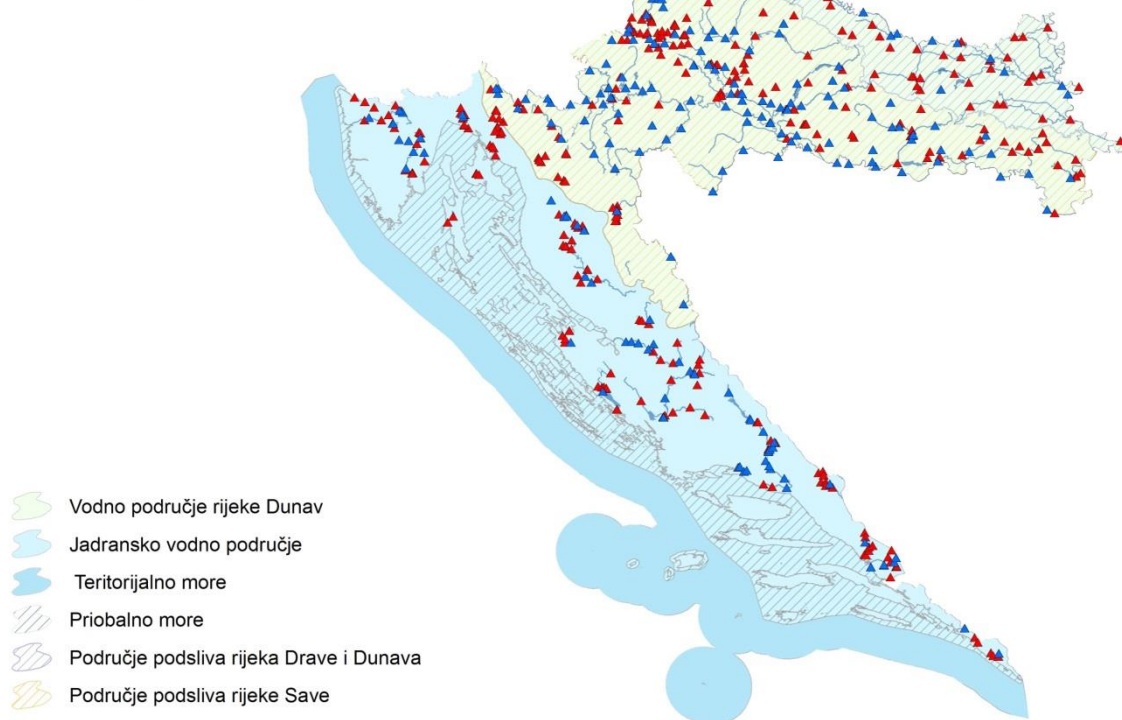 Vodno područje rijeke Dunav
Jadransko vodno područje
Teritorijalno more
Priobalno more
Područje podsliva rijeka Drave i Dunava
Područje podsliva rijeke Save